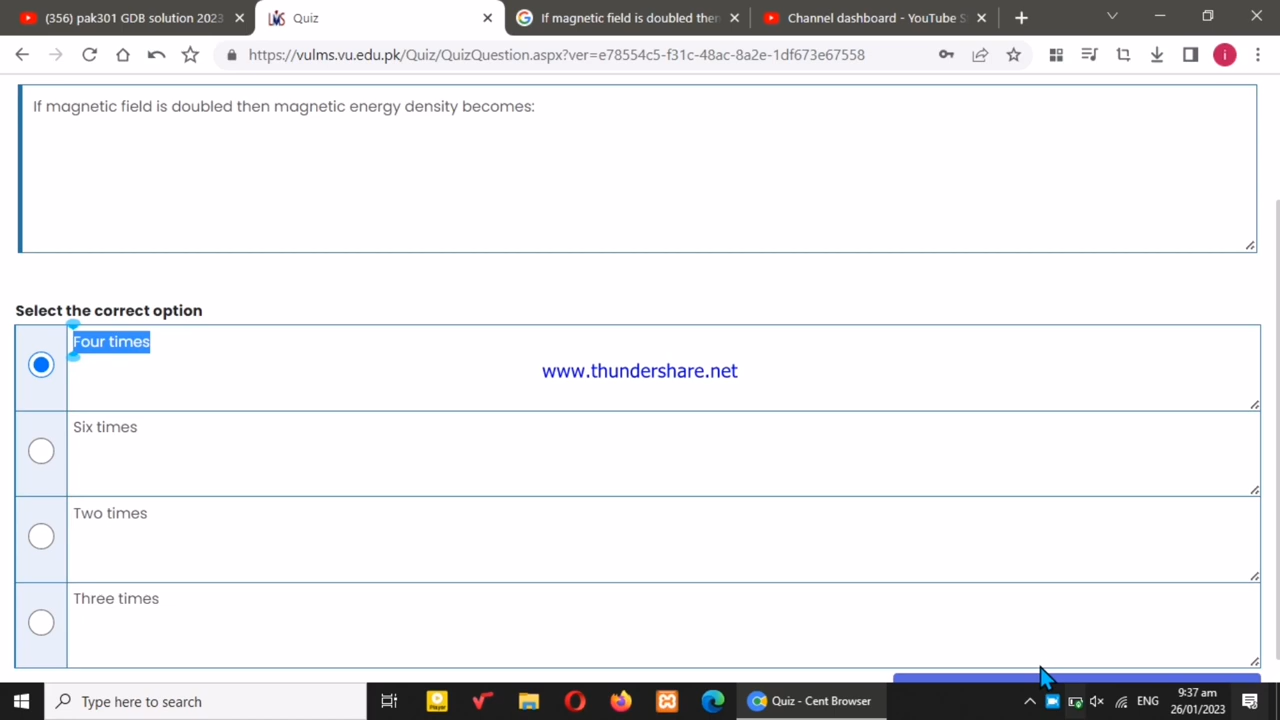 (356) pak301 GDB solution 2023
Quiz
If magnetic field is doubled then
Channel dashboard - YouTube S
https://vulms.vu.edu.pk/Quiz/QuizQuestion.aspx?ver=e78554c5-f31c-48ac-8a2e-1df673e67558
i
If magnetic field is doubled then magnetic energy density becomes:
Select the correct option
Four times
www.thundershare.net
Six times
Two times
Three times
Type here to search
Player
Quiz - Cent Browser
ENG
9:37 am
26/01/2023